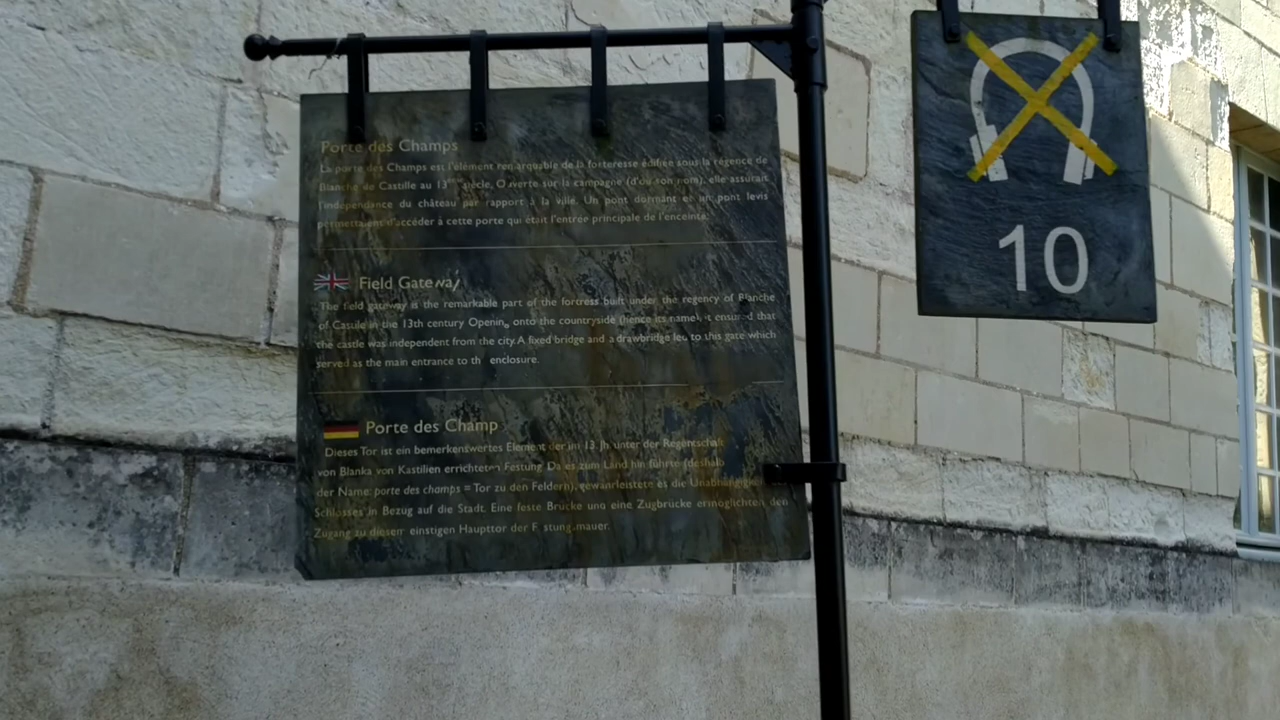 Porte des Champs
La porte des Champs est l'élément remarquable de la forteresse édifiée sous la régence de
Blanche de Castille au 13ème siècle. O verte sur la campagne (d'où son nom), elle assurait
l'indépendance du château par rapport à la ville. Un pont dormant et un pont levis
permettaient d'accéder à cette porte qui était l'entrée principale de l'enceinte.
Field Gateway
The field gateway is the remarkable part of the fortress built under the regency of Blanche
of Castille in the 13th century Openin onto the countryside (hence its name), it ensured that
the castle was independent from the city.A fixed bridge and a drawbridge led to this gate which
served as the main entrance to th enclosure.
Porte des Champ
Dieses Tor ist ein bemerkenswertes Element der im 13. Jh unter der Regentschaft
von Blanka von Kastilien errichteten Festung Da es zum Land hin führte (deshalb
der Name: porte des champs = Tor zu den Feldern), gewährleistete es die Unabhängigkeit
Schlosses in Bezug auf die Stadt. Eine feste Brücke und eine Zugbrücke ermöglichten den
Zugang zu diesem einstigen Haupttor der F stungsmauer.
10